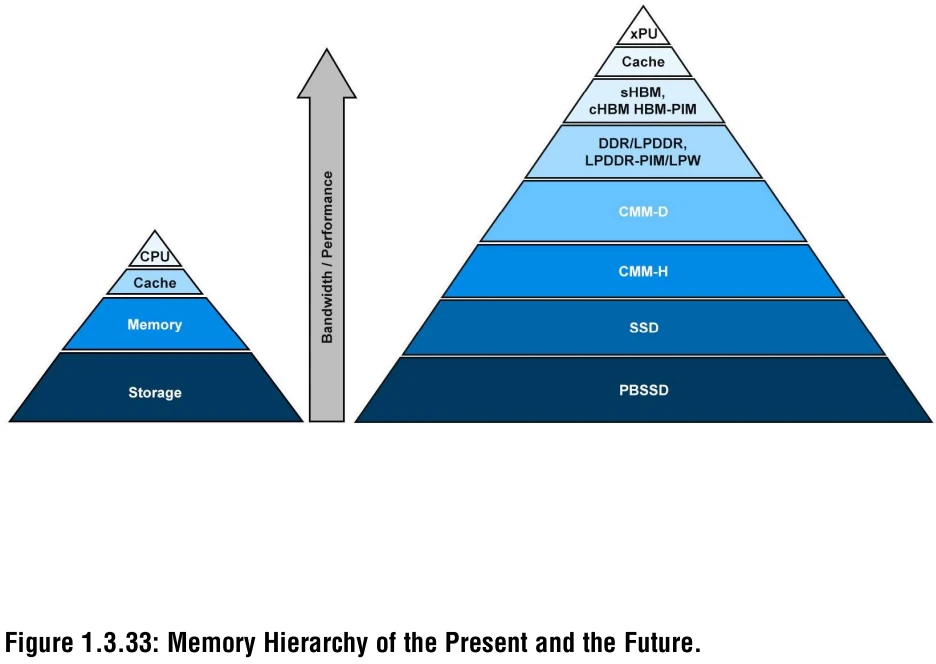 CPU
Cache
Memory
Storage
Bandwidth / Performance
xPU
Cache
sHBM,
cHBM HBM-PIM
DDR/LPDDR,
LPDDR-PIM/LPW
CMM-D
CMM-H
SSD
PBSSD
Figure 1.3.33: Memory Hierarchy of the Present and the Future.